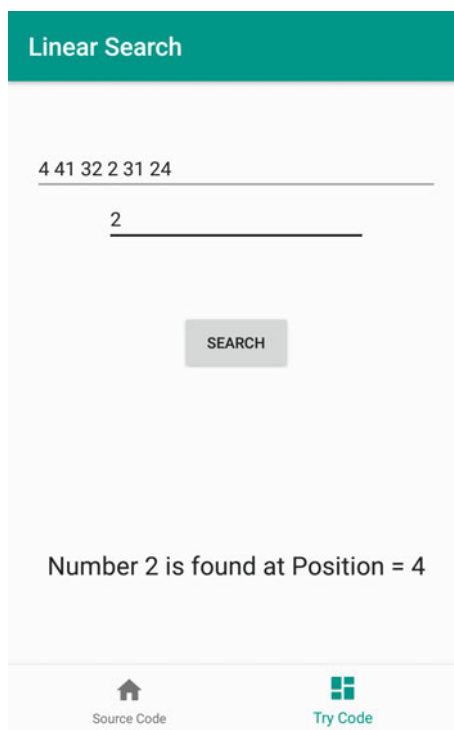 Linear Search
4 41 32 2 31 24
2
SEARCH
Number 2 is found at Position = 4
Source Code
Try Code